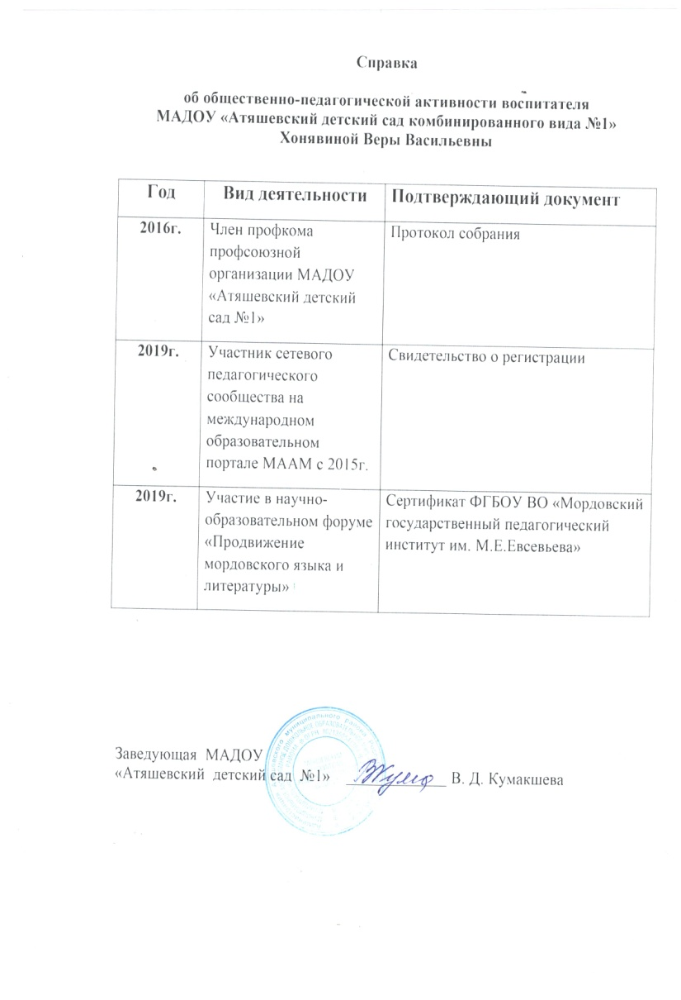 Справка
об общественно-педагогической активности воспитателя
МАДОУ «Атяшевский детский сад комбинированного вида №1»
Хонявиной Веры Васильевны
Год
Вид деятельности
Подтверждающий документ
2016г.
Член профкома
профсоюзной
организации МАДОУ
«Атяшевский детский
сад №1»
Протокол собрания
2019г.
Участник сетевого
педагогического
сообщества на
международном
образовательном
портале МААМ с 2015г.
Свидетельство о регистрации
2019г.
Участие в научно-
образовательном форуме
«Продвижение
мордовского языка и
литературы»
Сертификат ФГБОУ ВО «Мордовский
государственный педагогический
институт им. М.Е.Евсевьева»
Заведующая МАДОУ
«Атяшевский детский сад №1» В. Д. Кумакшева
муниципального